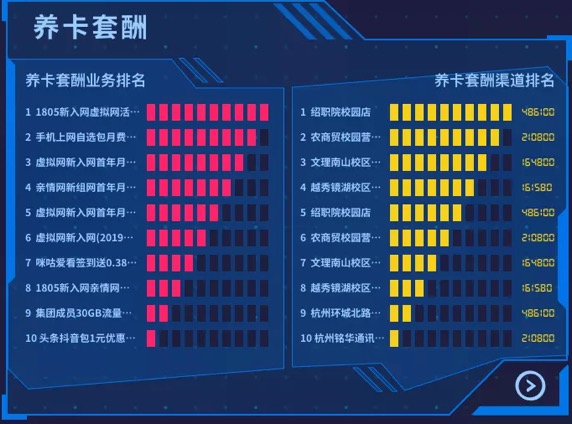 养卡套酬
养卡套酬业务排名
1 1805新入网虚拟网活…
2 手机上网自选包月费…
3 虚拟网新入网首年月…
4 亲情网新组网首年月…
5 虚拟网新入网首年月…
6 虚拟网新入网(2019…
7 咪咕爱看签到送0.38…
8 1805新入网亲情网…
9 集团成员30GB流量…
10 头条抖音包1元优惠…
养卡套酬渠道排名
1 绍职院校园店 486100
2 农商贸校园营… 210800
3 文理南山校区… 164800
4 越秀镜湖校区… 161580
5 绍职院校园店 486100
6 农商贸校园营… 210800
7 文理南山校区… 164800
8 越秀镜湖校区… 161580
9 杭州环城北路… 486100
10 杭州铭华通讯… 210800